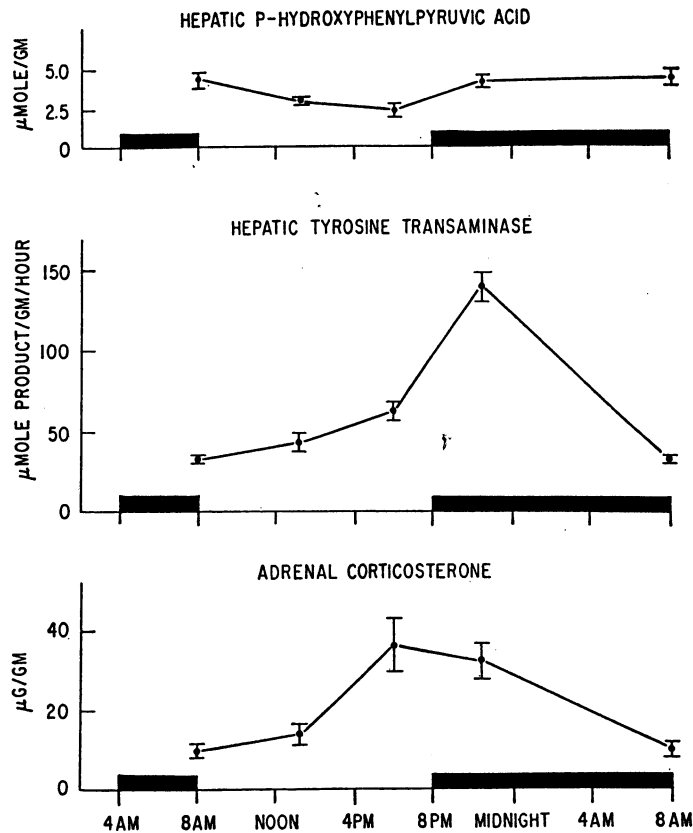 HEPATIC P-HYDROXYPHENYLPYRUVIC ACID
μMOLE/GM
5.0
2.5
0
HEPATIC TYROSINE TRANSAMINASE
μMOLE PRODUCT/GM/HOUR
150
100
50
0
ADRENAL CORTICOSTERONE
μG/GM
40
20
0
4AM 8AM NOON 4PM 8PM MIDNIGHT 4AM 8AM